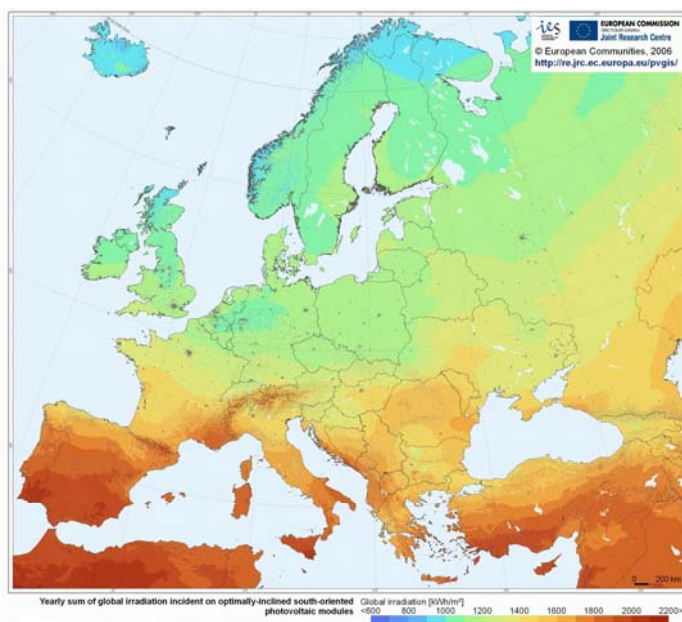 ies
EUROPEAN COMMISSION
DIRECTORATE-GENERAL
Joint Research Centre
© European Communities, 2006
http://re.jrc.ec.europa.eu/pvgis/
0 200 km
Yearly sum of global irradiation incident on optimally-inclined south-oriented
photovoltaic modules
Global irradiation [kWh/m²]
<600 800 1000 1200 1400 1600 1800 2000 2200>